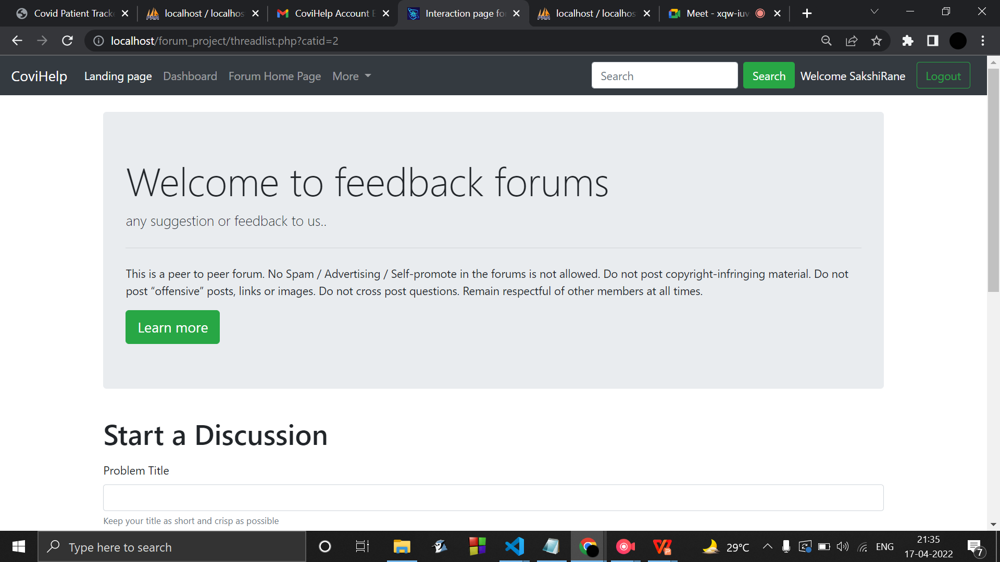 Covid Patient Track
localhost / localhos
CoviHelp Account E
Interaction page fo
localhost / localhos
Meet - xqw-iuv
localhost/forum_project/threadlist.php?catid=2
CoviHelp Landing page Dashboard Forum Home Page More Search Search Welcome SakshiRane Logout
Welcome to feedback forums
any suggestion or feedback to us..
This is a peer to peer forum. No Spam / Advertising / Self-promote in the forums is not allowed. Do not post copyright-infringing material. Do not
post “offensive” posts, links or images. Do not cross post questions. Remain respectful of other members at all times.
Learn more
Start a Discussion
Problem Title
Keep your title as short and crisp as possible
Type here to search
29°C
ENG
21:35
17-04-2022
7